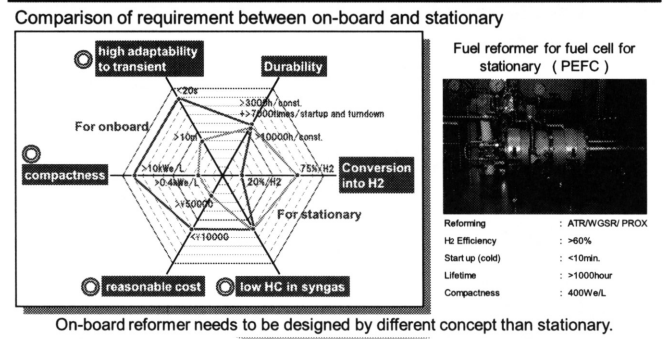 Comparison of requirement between on-board and stationary
high adaptability
to transient
Durability
<20s
>3000h/const.
+>7000times/startup and turndown
For onboard
>10m
>10000h/const.
compactness
>10kWe/L
>0.4kWe/L
20%/H2
75%xH2
Conversion
into H2
>¥50000
For stationary
<¥10000
reasonable cost
low HC in syngas
Fuel reformer for fuel cell for
stationary ( PEFC)
Reforming : ATR/WGSR/ PROX
H2 Efficiency : >60%
Start up (cold) : <10min.
Lifetime : >1000hour
Compactness : 400We/L
On-board reformer needs to be designed by different concept than stationary.